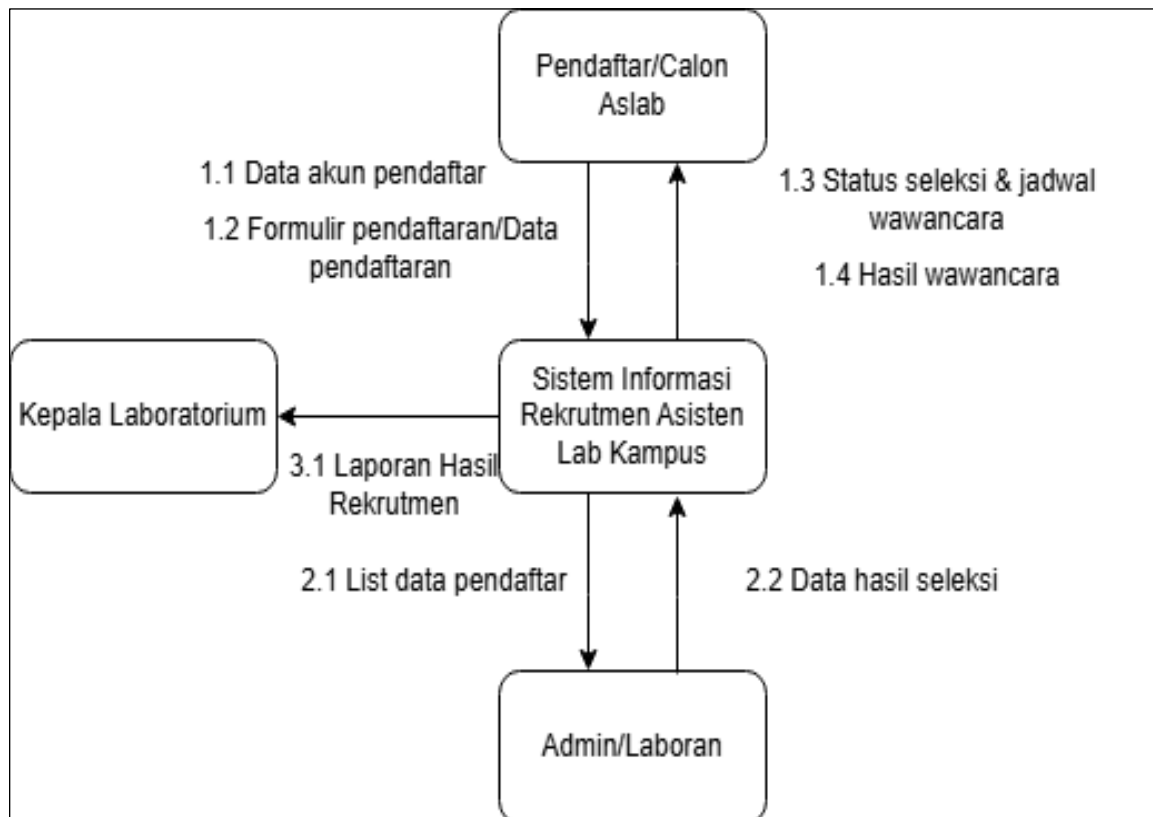 Pendaftar/Calon
Aslab
1.1 Data akun pendaftar
1.2 Formulir pendaftaran/Data
pendaftaran
1.3 Status seleksi & jadwal
wawancara
1.4 Hasil wawancara
Kepala Laboratorium
Sistem Informasi
Rekrutmen Asisten
Lab Kampus
3.1 Laporan Hasil
Rekrutmen
2.1 List data pendaftar
2.2 Data hasil seleksi
Admin/Laboran